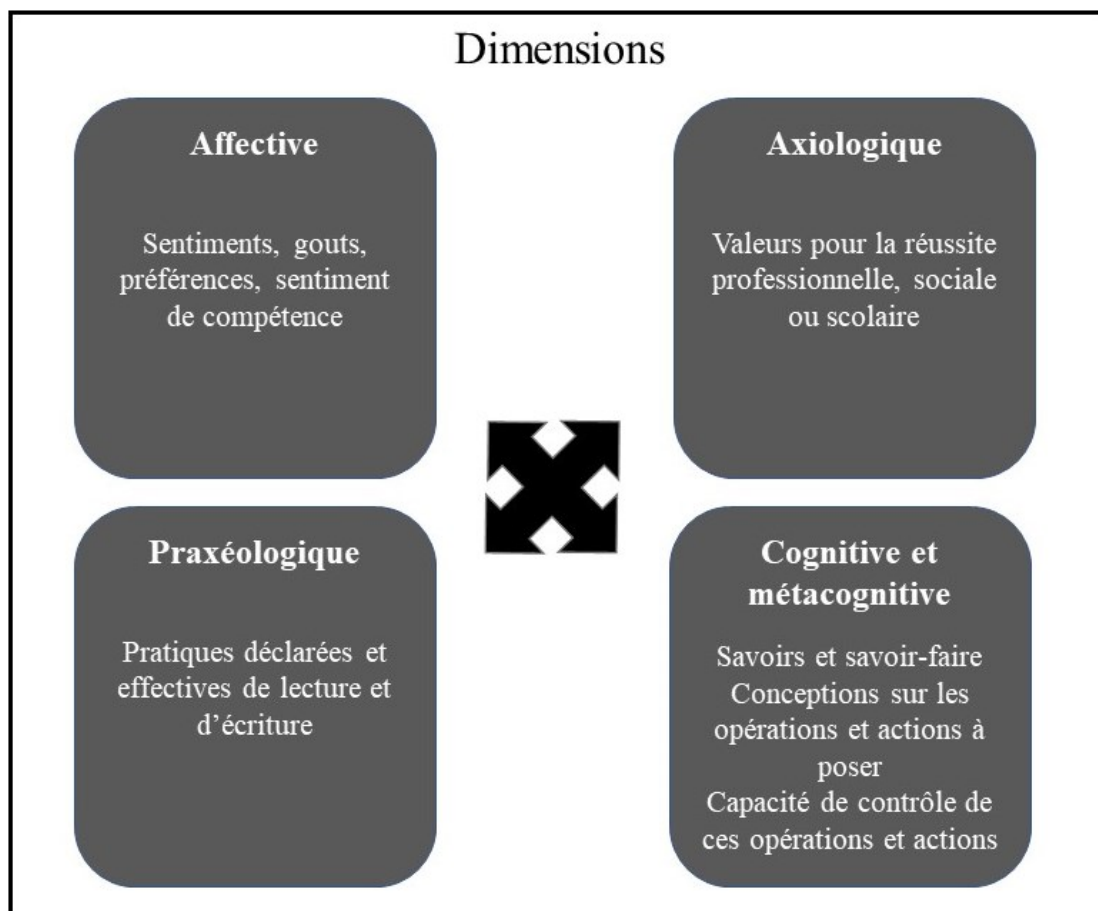 Dimensions
Affective
Sentiments, gouts,
préférences, sentiment
de compétence
Axiologique
Valeurs pour la réussite
professionnelle, sociale
ou scolaire
Praxéologique
Pratiques déclarées et
effectives de lecture et
d’écriture
Cognitive et
métacognitive
Savoirs et savoir-faire
Conceptions sur les
opérations et actions à
poser
Capacité de contrôle de
ces opérations et actions